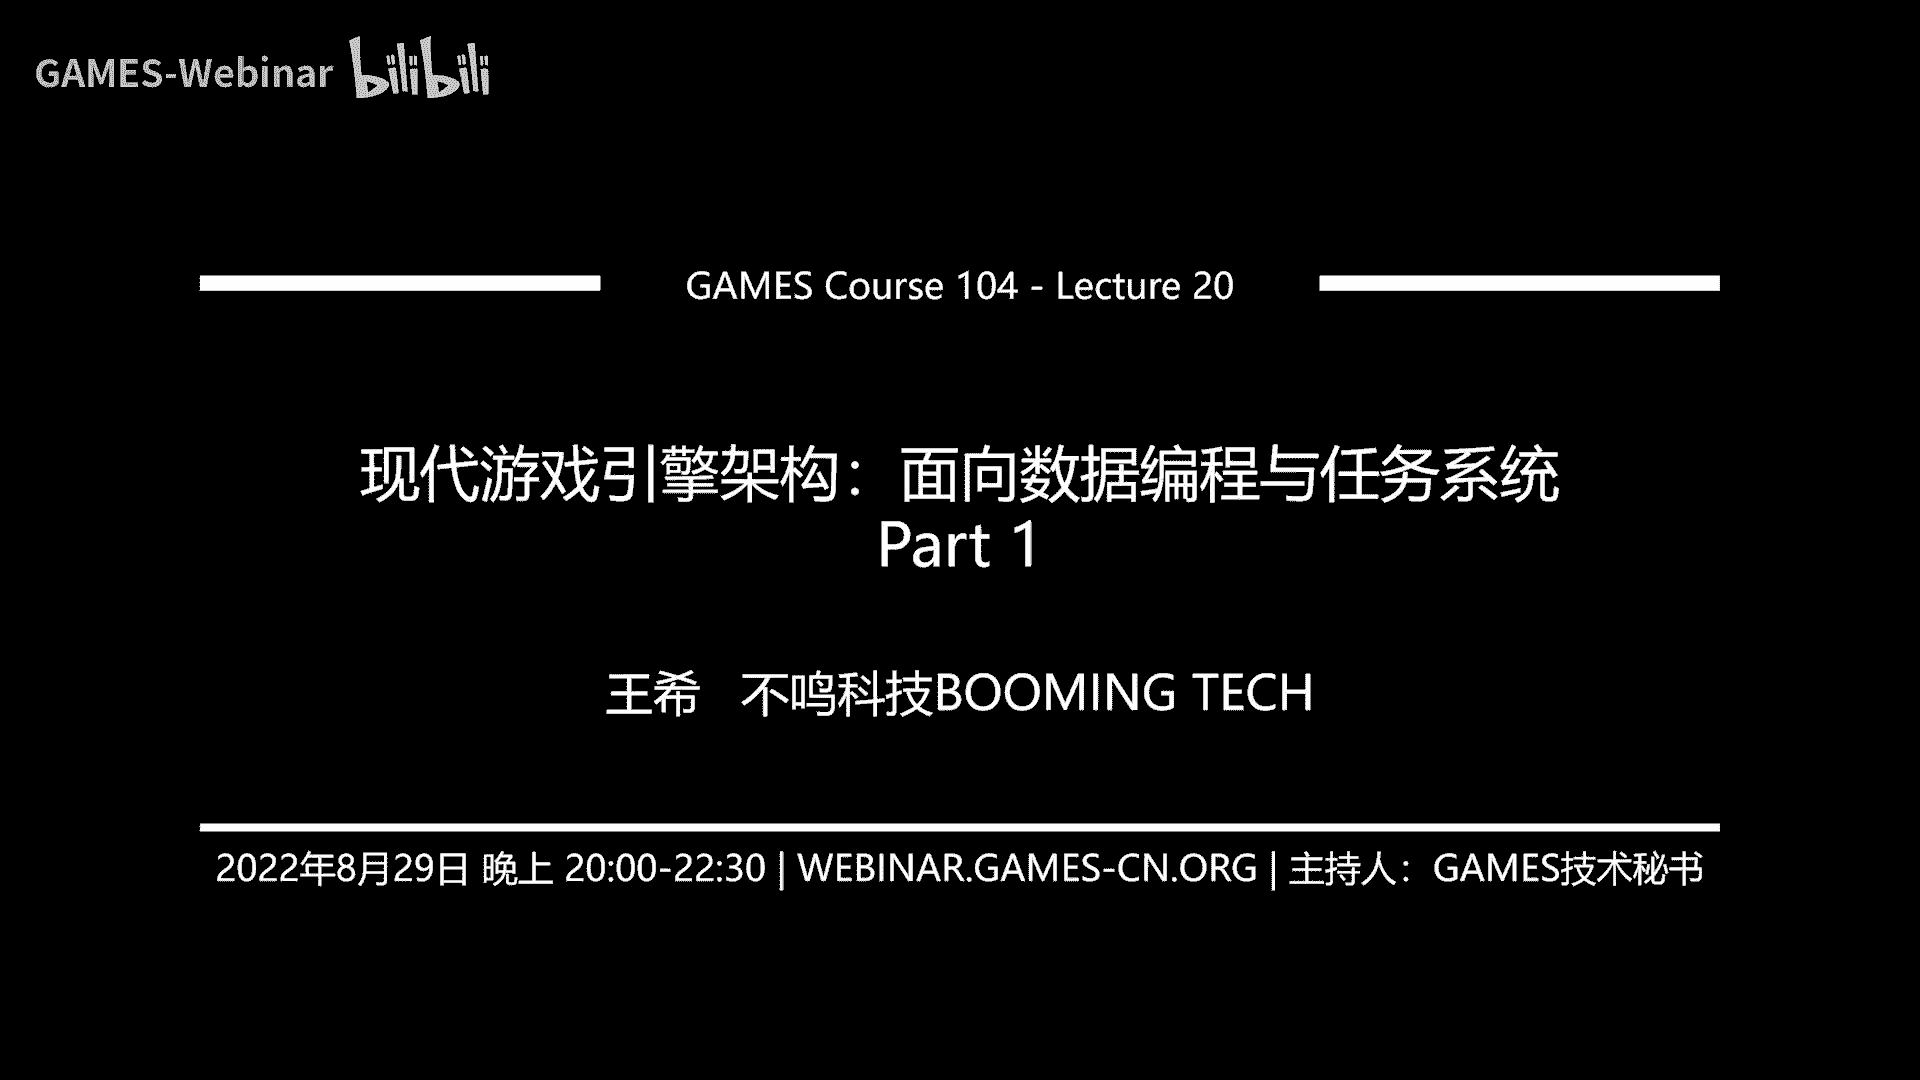 GAMES-Webinar bilibili
GAMES Course 104 - Lecture 20
现代游戏引擎架构：面向数据编程与任务系统
Part 1
王希 不鸣科技BOOMING TECH
2022年8月29日 晚上 20:00-22:30 | WEBINAR.GAMES-CN.ORG | 主持人：GAMES技术秘书